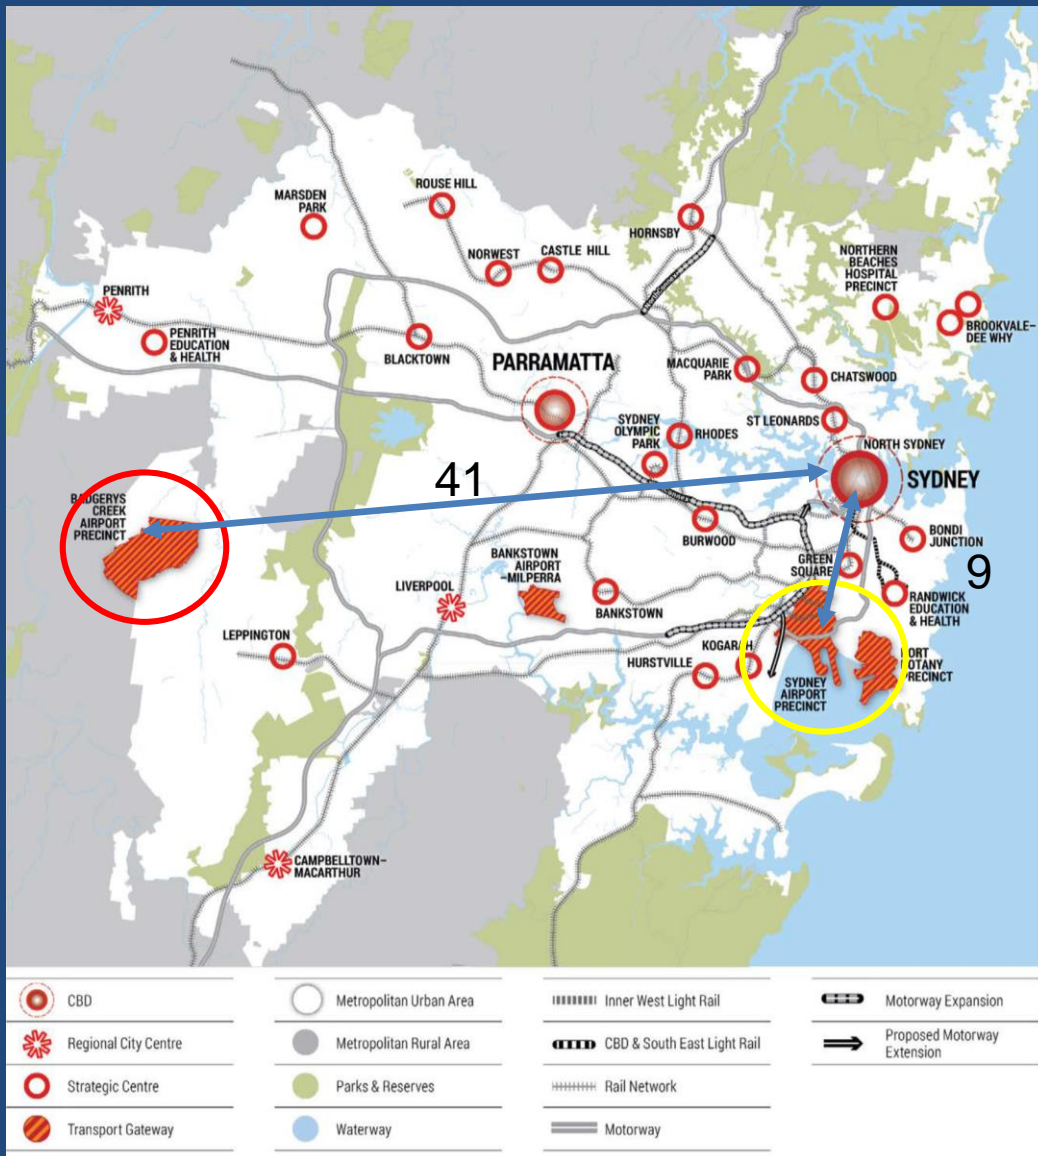 ROUSE HILL
MARSDEN
PARK
HORNSBY
NORWEST
CASTLE HILL
NORTHERN
BEACHES
HOSPITAL
PRECINCT
NorthConnex
PENRITH
PENRITH
EDUCATION
& HEALTH
BLACKTOWN
BROOKVALE–
DEE WHY
PARRAMATTA
MACQUARIE
PARK
CHATSWOOD
SYDNEY
OLYMPIC
PARK
RHODES
ST LEONARDS
NORTH SYDNEY
SYDNEY
41
BADGERYS
CREEK
AIRPORT
PRECINCT
BURWOOD
BONDI
JUNCTION
BANKSTOWN
AIRPORT
–MILPERRA
GREEN
SQUARE
9
LIVERPOOL
BANKSTOWN
RANDWICK
EDUCATION
& HEALTH
LEPPINGTON
KOGARAH
HURSTVILLE
PORT
BOTANY
PRECINCT
SYDNEY
AIRPORT
PRECINCT
CAMPBELLTOWN–
MACARTHUR
CBD
Metropolitan Urban Area
Inner West Light Rail
Motorway Expansion
Regional City Centre
Metropolitan Rural Area
CBD & South East Light Rail
Proposed Motorway
Extension
Strategic Centre
Parks & Reserves
Rail Network
Transport Gateway
Waterway
Motorway